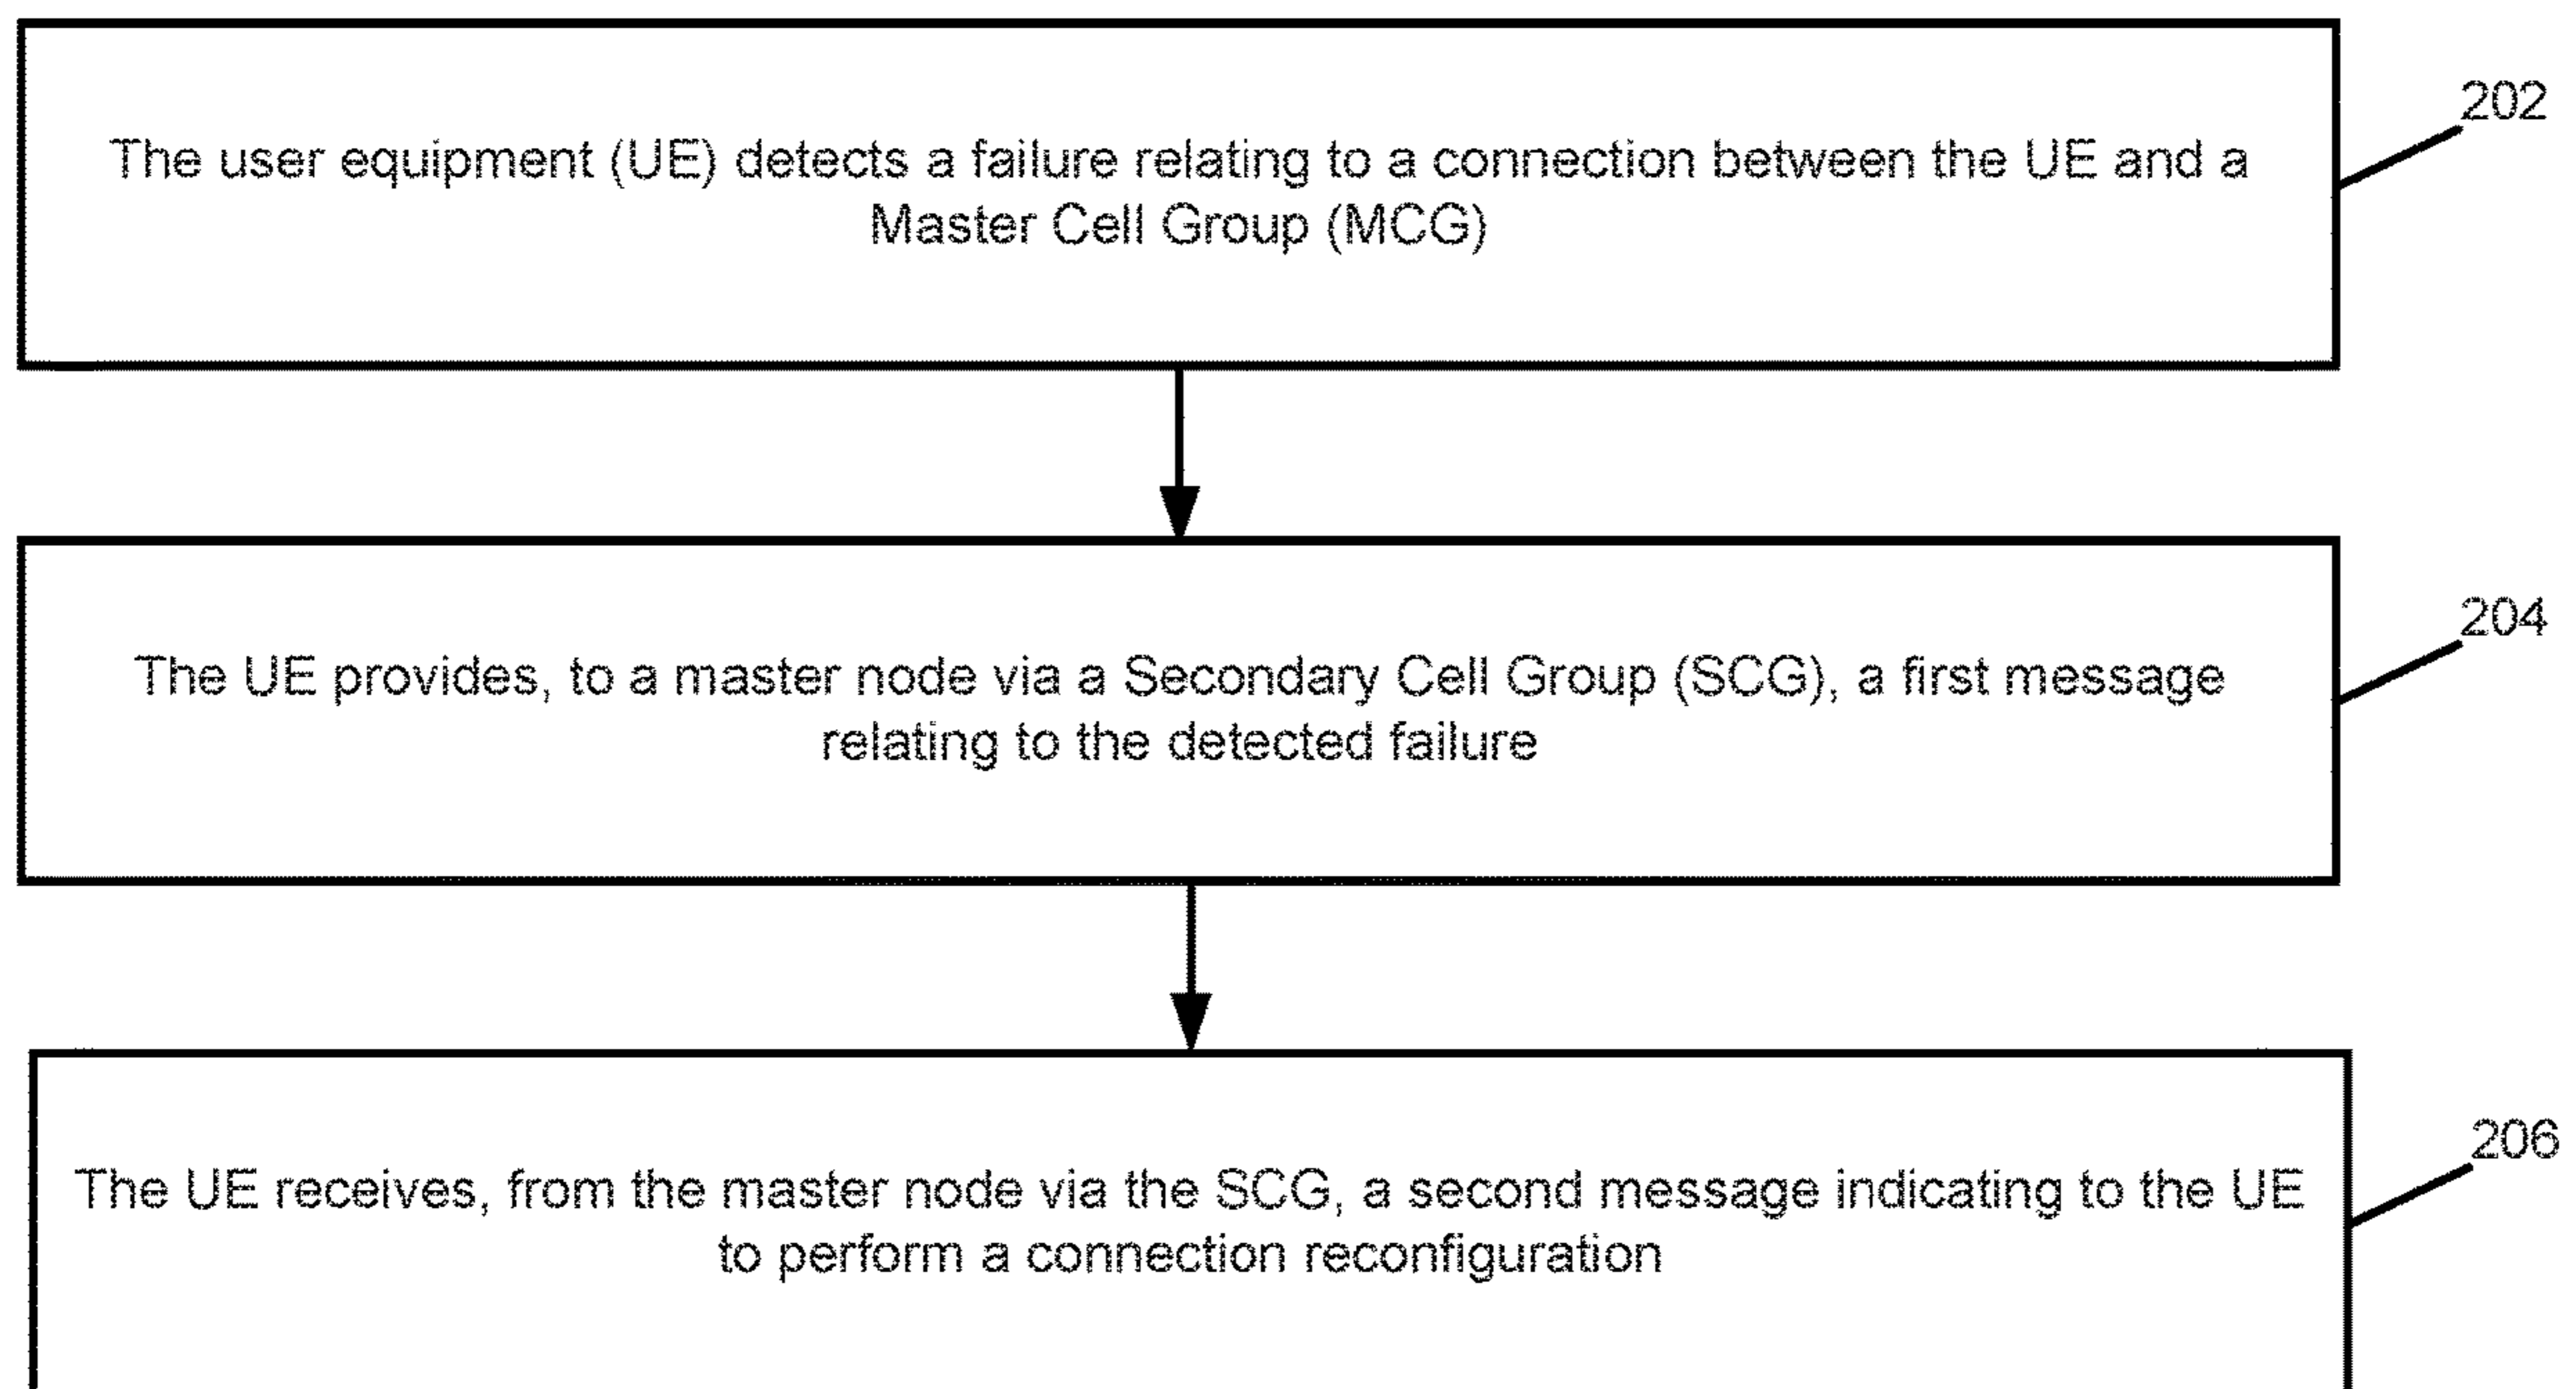 202
The user equipment (UE) detects a failure relating to a connection between the UE and a
Master Cell Group (MCG)
204
The UE provides, to a master node via a Secondary Cell Group (SCG), a first message
relating to the detected failure
206
The UE receives, from the master node via the SCG, a second message indicating to the UE
to perform a connection reconfiguration